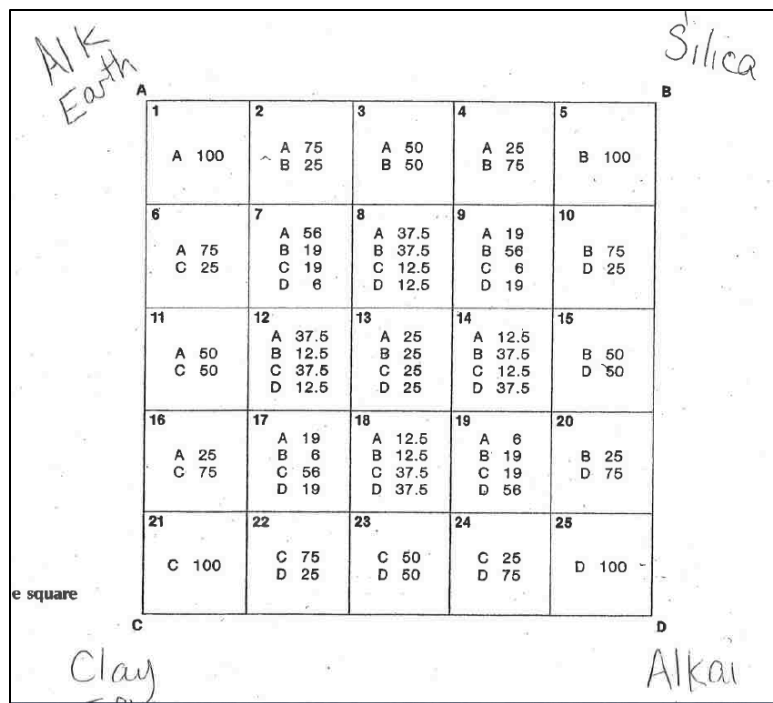 Alk
Earth
Silica
A
B
1
2
3
4
5
A 100
A 75
B 25
A 50
B 50
A 25
B 75
B 100
6
7
8
9
10
A 75
C 25
A 56
B 19
C 19
D 6
A 37.5
B 37.5
C 12.5
D 12.5
A 19
B 56
C 6
D 19
B 75
D 25
11
12
13
14
15
A 50
C 50
A 37.5
B 12.5
C 37.5
D 12.5
A 25
B 25
C 25
D 25
A 12.5
B 37.5
C 12.5
D 37.5
B 50
D 50
16
17
18
19
20
A 25
C 75
A 19
B 6
C 56
D 19
A 12.5
B 12.5
C 37.5
D 37.5
A 6
B 19
C 19
D 56
B 25
D 75
21
22
23
24
25
C 100
C 75
D 25
C 50
D 50
C 25
D 75
D 100
e square
C
D
Clay
Alkai